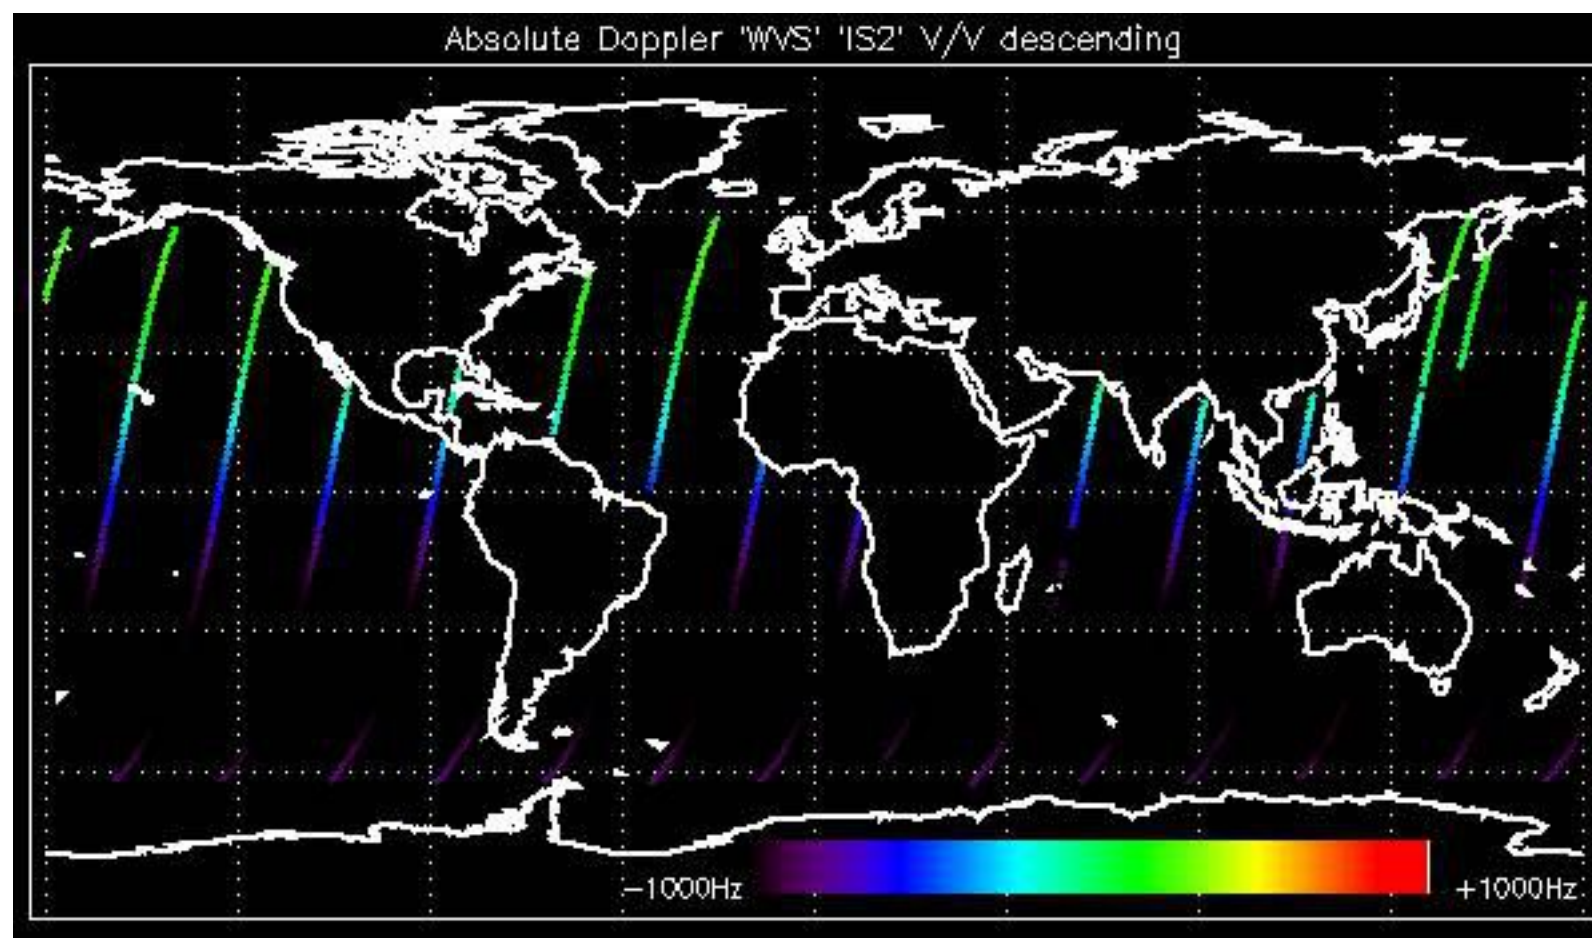 Absolute Doppler 'WVS' 'IS2' V/V descending
-1000Hz +1000Hz